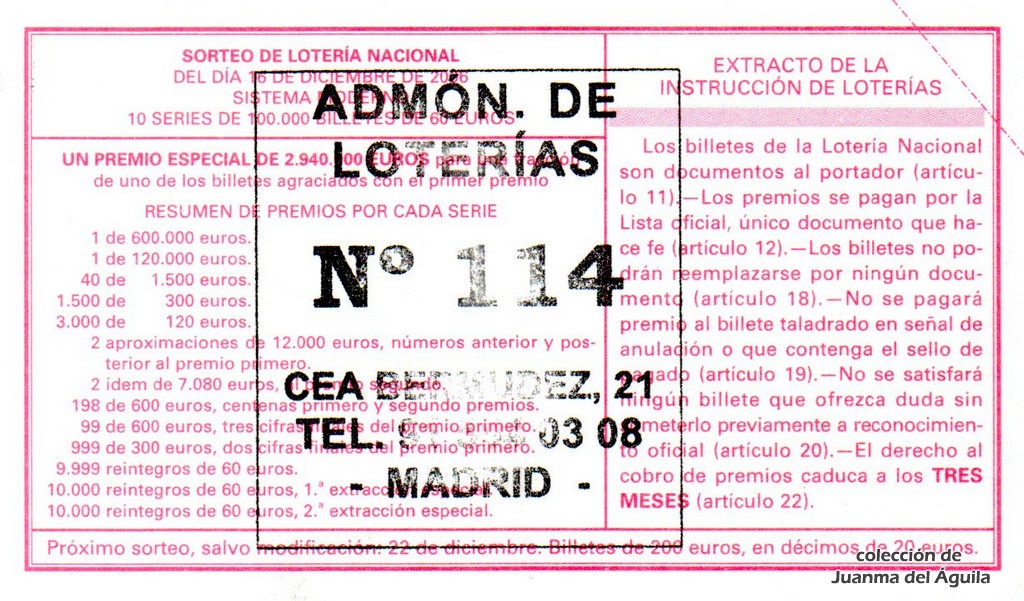 SORTEO DE LOTERÍA NACIONAL
DEL DÍA 16 DE DICIEMBRE DE 2006
SISTEMA MODERNO
10 SERIES DE 100.000 BILLETES DE 60 EUROS
UN PREMIO ESPECIAL DE 2.940.000 EUROS para una fracción
de uno de los billetes agraciados con el primer premio
RESUMEN DE PREMIOS POR CADA SERIE
1 de 600.000 euros.
1 de 120.000 euros.
40 de 1.500 euros.
1.500 de 300 euros.
3.000 de 120 euros.
2 aproximaciones de 12.000 euros, números anterior y pos-
terior al premio primero.
2 ídem de 7.080 euros, al premio segundo.
198 de 600 euros, centenas primero y segundo premios.
99 de 600 euros, tres cifras finales del premio primero.
999 de 300 euros, dos cifras finales del premio primero.
9.999 reintegros de 60 euros.
10.000 reintegros de 60 euros, 1.ª extracción especial.
10.000 reintegros de 60 euros, 2.ª extracción especial.
EXTRACTO DE LA
INSTRUCCIÓN DE LOTERÍAS
Los billetes de la Lotería Nacional
son documentos al portador (artícu-
lo 11).—Los premios se pagan por la
Lista oficial, único documento que ha-
ce fe (artículo 12).—Los billetes no po-
drán reemplazarse por ningún docu-
mento (artículo 18).—No se pagará
premio al billete taladrado en señal de
anulación o que contenga el sello de
pagado (artículo 19).—No se satisfará
ningún billete que ofrezca duda sin
someterlo previamente a reconocimien-
to oficial (artículo 20).—El derecho al
cobro de premios caduca a los TRES
MESES (artículo 22).
Próximo sorteo, salvo modificación: 22 de diciembre. Billetes de 200 euros, en décimos de 20 euros.
ADMÓN. DE
LOTERÍAS
Nº 114
CEA BERMUDEZ, 21
TEL. 03 08
- MADRID -
colección de
Juanma del Águila